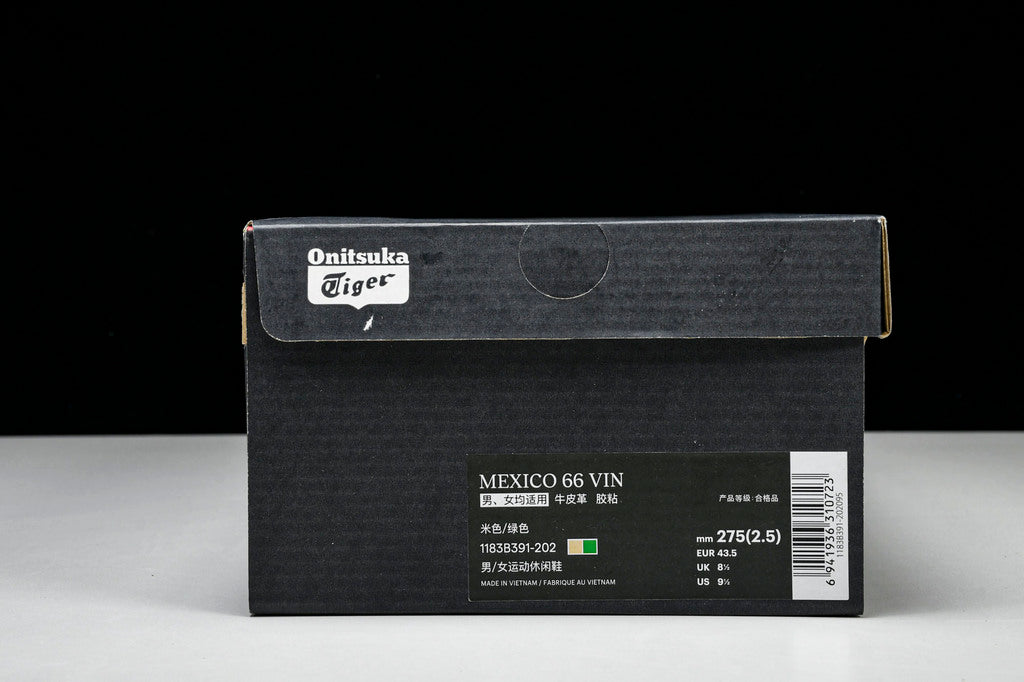 Onitsuka
Tiger
MEXICO 66 VIN
男、女均适用 牛皮革 胶粘
产品等级:合格品
米色/绿色
1183B391-202
男/女运动休闲鞋
MADE IN VIETNAM / FABRIQUE AU VIETNAM
mm 275(2.5)
EUR 43.5
UK 8½
US 9½
6 941936 310723
1183B391-202095